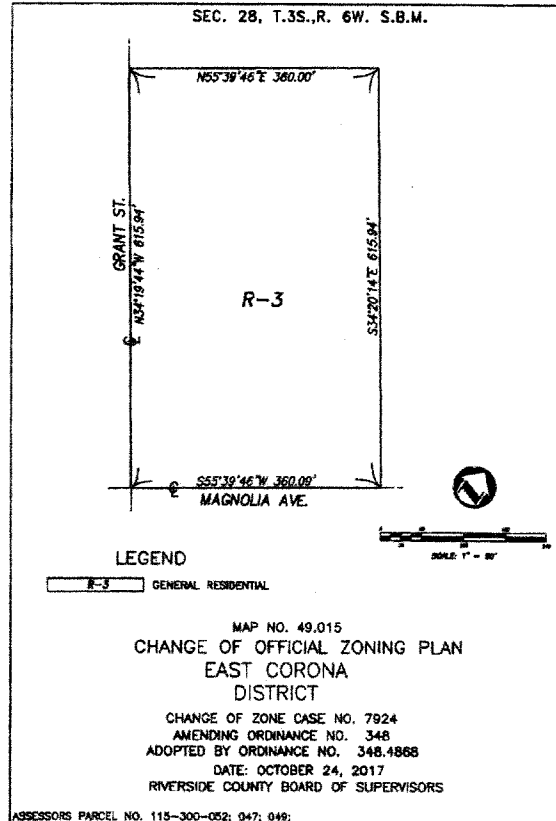 SEC. 28, T.3S.,R. 6W. S.B.M.
N55°39'46"E 360.00'
GRANT ST.
N34°19'44"W 615.94'
R-3
S34°20'14"E 615.94'
S55°39'46"W 360.09'
MAGNOLIA AVE.
SCALE: 1" = 80'
LEGEND
R-3 GENERAL RESIDENTIAL
MAP NO. 49.015
CHANGE OF OFFICIAL ZONING PLAN
EAST CORONA
DISTRICT
CHANGE OF ZONE CASE NO. 7924
AMENDING ORDINANCE NO. 348
ADOPTED BY ORDINANCE NO. 348.4868
DATE: OCTOBER 24, 2017
RIVERSIDE COUNTY BOARD OF SUPERVISORS
ASSESSORS PARCEL NO. 115-300-052; 047; 049;